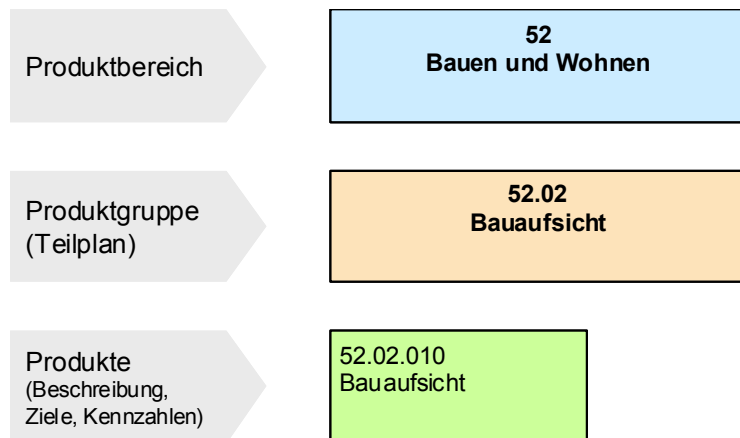 Produktbereich
52
Bauen und Wohnen
Produktgruppe
(Teilplan)
52.02
Bauaufsicht
Produkte
(Beschreibung,
Ziele, Kennzahlen)
52.02.010
Bauaufsicht